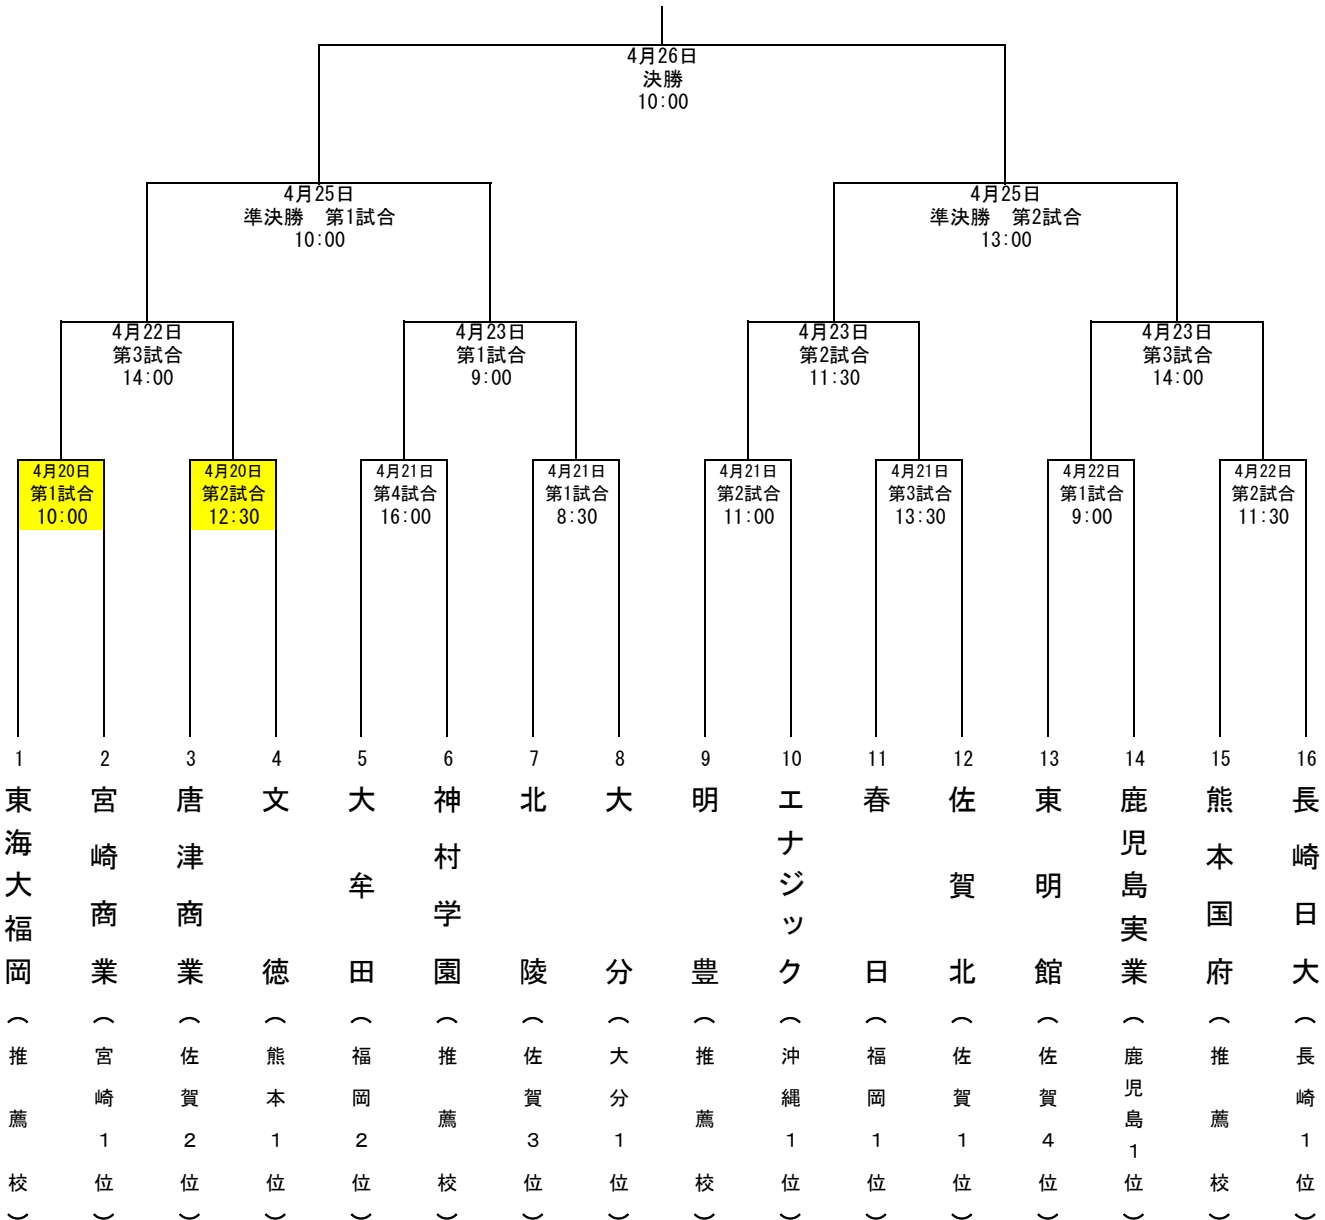 4月26日
決勝
10:00
4月25日
準決勝　第1試合
10:00
4月25日
準決勝　第2試合
13:00
4月22日
第3試合
14:00
4月23日
第1試合
9:00
4月23日
第2試合
11:30
4月23日
第3試合
14:00
4月20日
第1試合
10:00
4月20日
第2試合
12:30
4月21日
第4試合
16:00
4月21日
第1試合
8:30
4月21日
第2試合
11:00
4月21日
第3試合
13:30
4月22日
第1試合
9:00
4月22日
第2試合
11:30
1
東海大福岡
(推薦校)
2
宮崎商業
(宮崎1位)
3
唐津商業
(佐賀2位)
4
文徳
(熊本1位)
5
大牟田
(福岡2位)
6
神村学園
(推薦校)
7
北陵
(佐賀3位)
8
大分
(大分1位)
9
明豊
(推薦校)
10
エナジック
(沖縄1位)
11
春日
(福岡1位)
12
佐賀北
(佐賀1位)
13
東明館
(佐賀4位)
14
鹿児島実業
(鹿児島1位)
15
熊本国府
(推薦校)
16
長崎日大
(長崎1位)